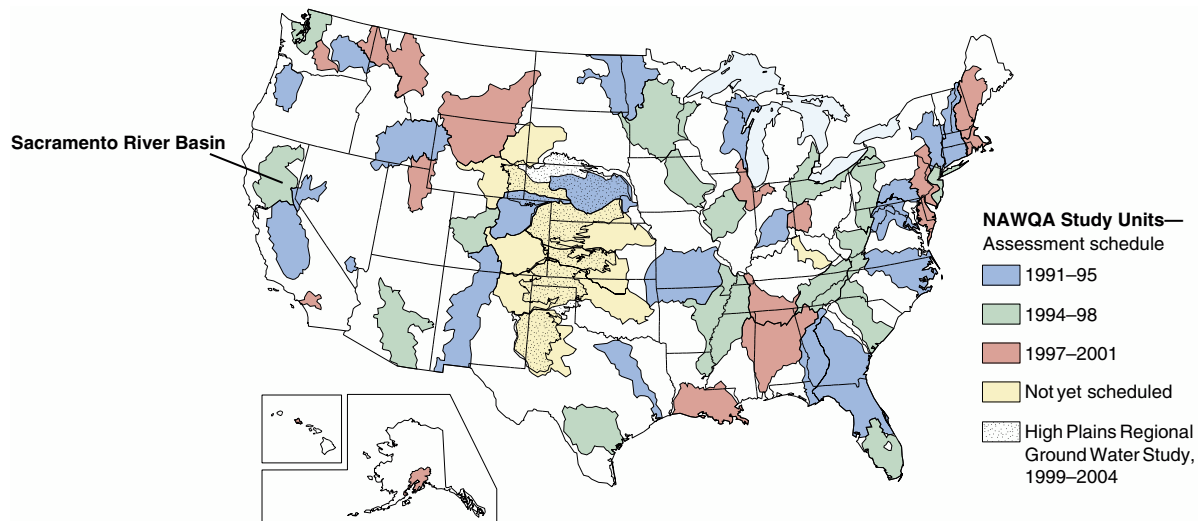 Sacramento River Basin
NAWQA Study Units—
Assessment schedule
1991–95
1994–98
1997–2001
Not yet scheduled
High Plains Regional
Ground Water Study,
1999–2004